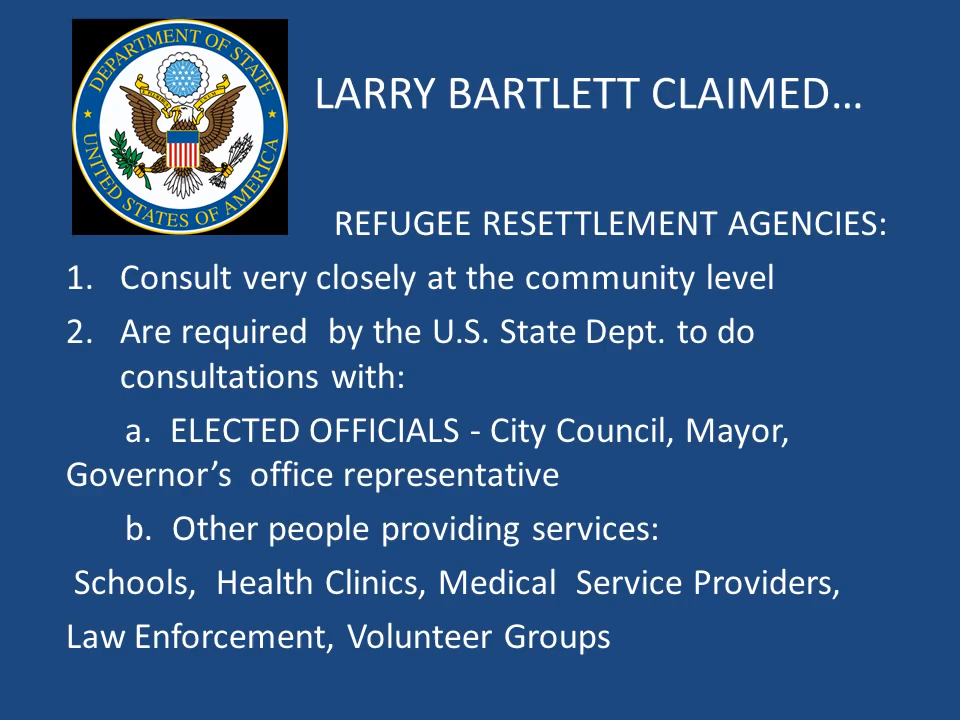 DEPARTMENT OF STATE
UNITED STATES OF AMERICA
LARRY BARTLETT CLAIMED…
REFUGEE RESETTLEMENT AGENCIES:
1. Consult very closely at the community level
2. Are required by the U.S. State Dept. to do
consultations with:
a. ELECTED OFFICIALS - City Council, Mayor,
Governor’s office representative
b. Other people providing services:
Schools, Health Clinics, Medical Service Providers,
Law Enforcement, Volunteer Groups